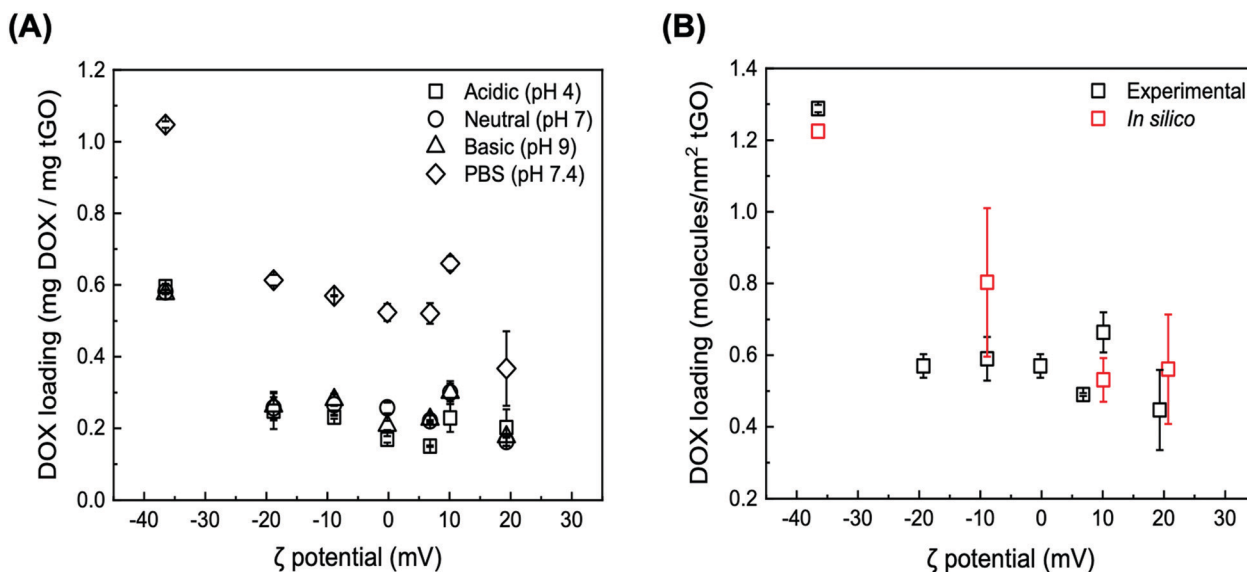 (A)
DOX loading (mg DOX / mg tGO)
1.2
1.0
0.8
0.6
0.4
0.2
0.0
Acidic (pH 4)
Neutral (pH 7)
Basic (pH 9)
PBS (pH 7.4)
-40 -30 -20 -10 0 10 20 30
ζ potential (mV)
(B)
DOX loading (molecules/nm² tGO)
1.4
1.2
1.0
0.8
0.6
0.4
0.2
Experimental
In silico
-40 -30 -20 -10 0 10 20 30
ζ potential (mV)